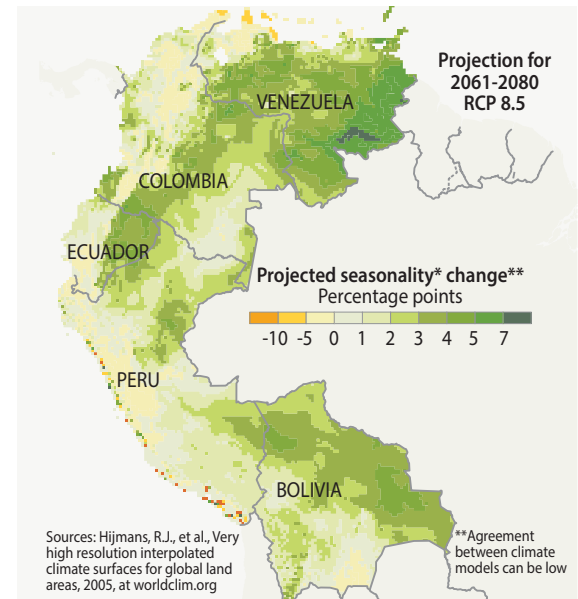 Projection for
2061-2080
RCP 8.5
VENEZUELA
COLOMBIA
ECUADOR
Projected seasonality* change**
Percentage points
-10 -5 0 1 2 3 4 5 7
PERU
BOLIVIA
Sources: Hijmans, R.J., et al., Very
high resolution interpolated
climate surfaces for global land
areas, 2005, at worldclim.org
**Agreement
between climate
models can be low